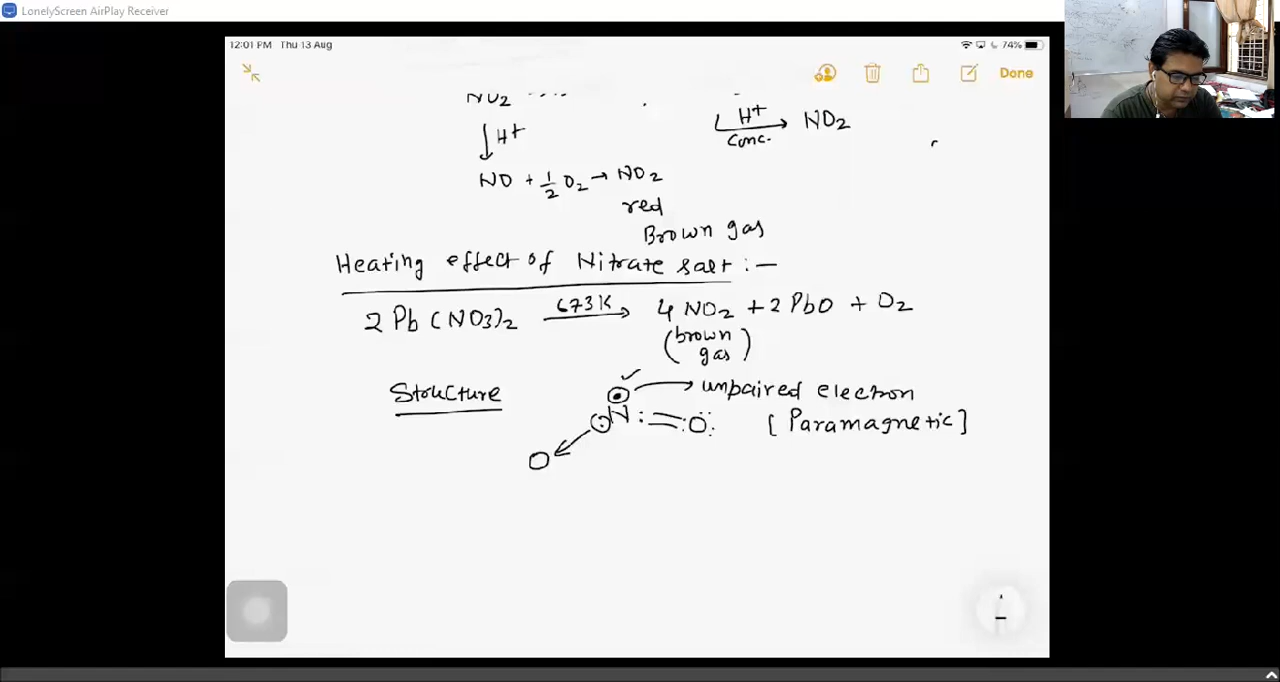 LonelyScreen AirPlay Receiver
12:01 PM Thu 13 Aug
74%
Done
NO2
H+
Conc.
NO2
H+
NO + 1/2 O2 → NO2
red
Brown gas
Heating effect of Nitrate salt :-
2 Pb (NO3)2 673K → 4 NO2 + 2 PbO + O2
(brown gas)
Structure
✓
→ unpaired electron
N = O
[Paramagnetic]
O